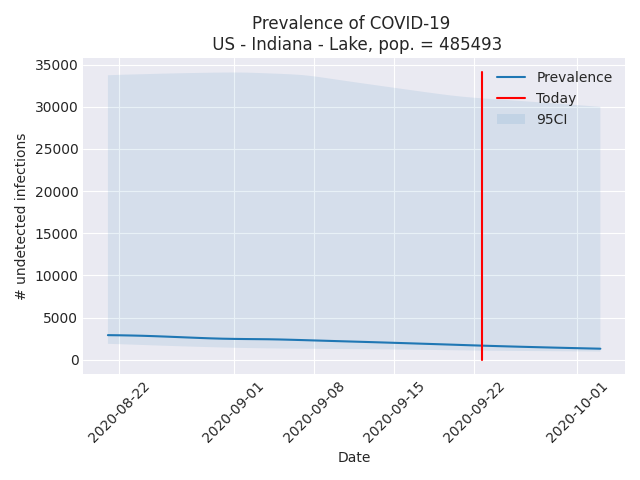 Prevalence of COVID-19
US - Indiana - Lake, pop. = 485493
35000
30000
25000
20000
15000
10000
5000
0
# undetected infections
Prevalence
Today
95CI
2020-08-22
2020-09-01
2020-09-08
2020-09-15
2020-09-22
2020-10-01
Date